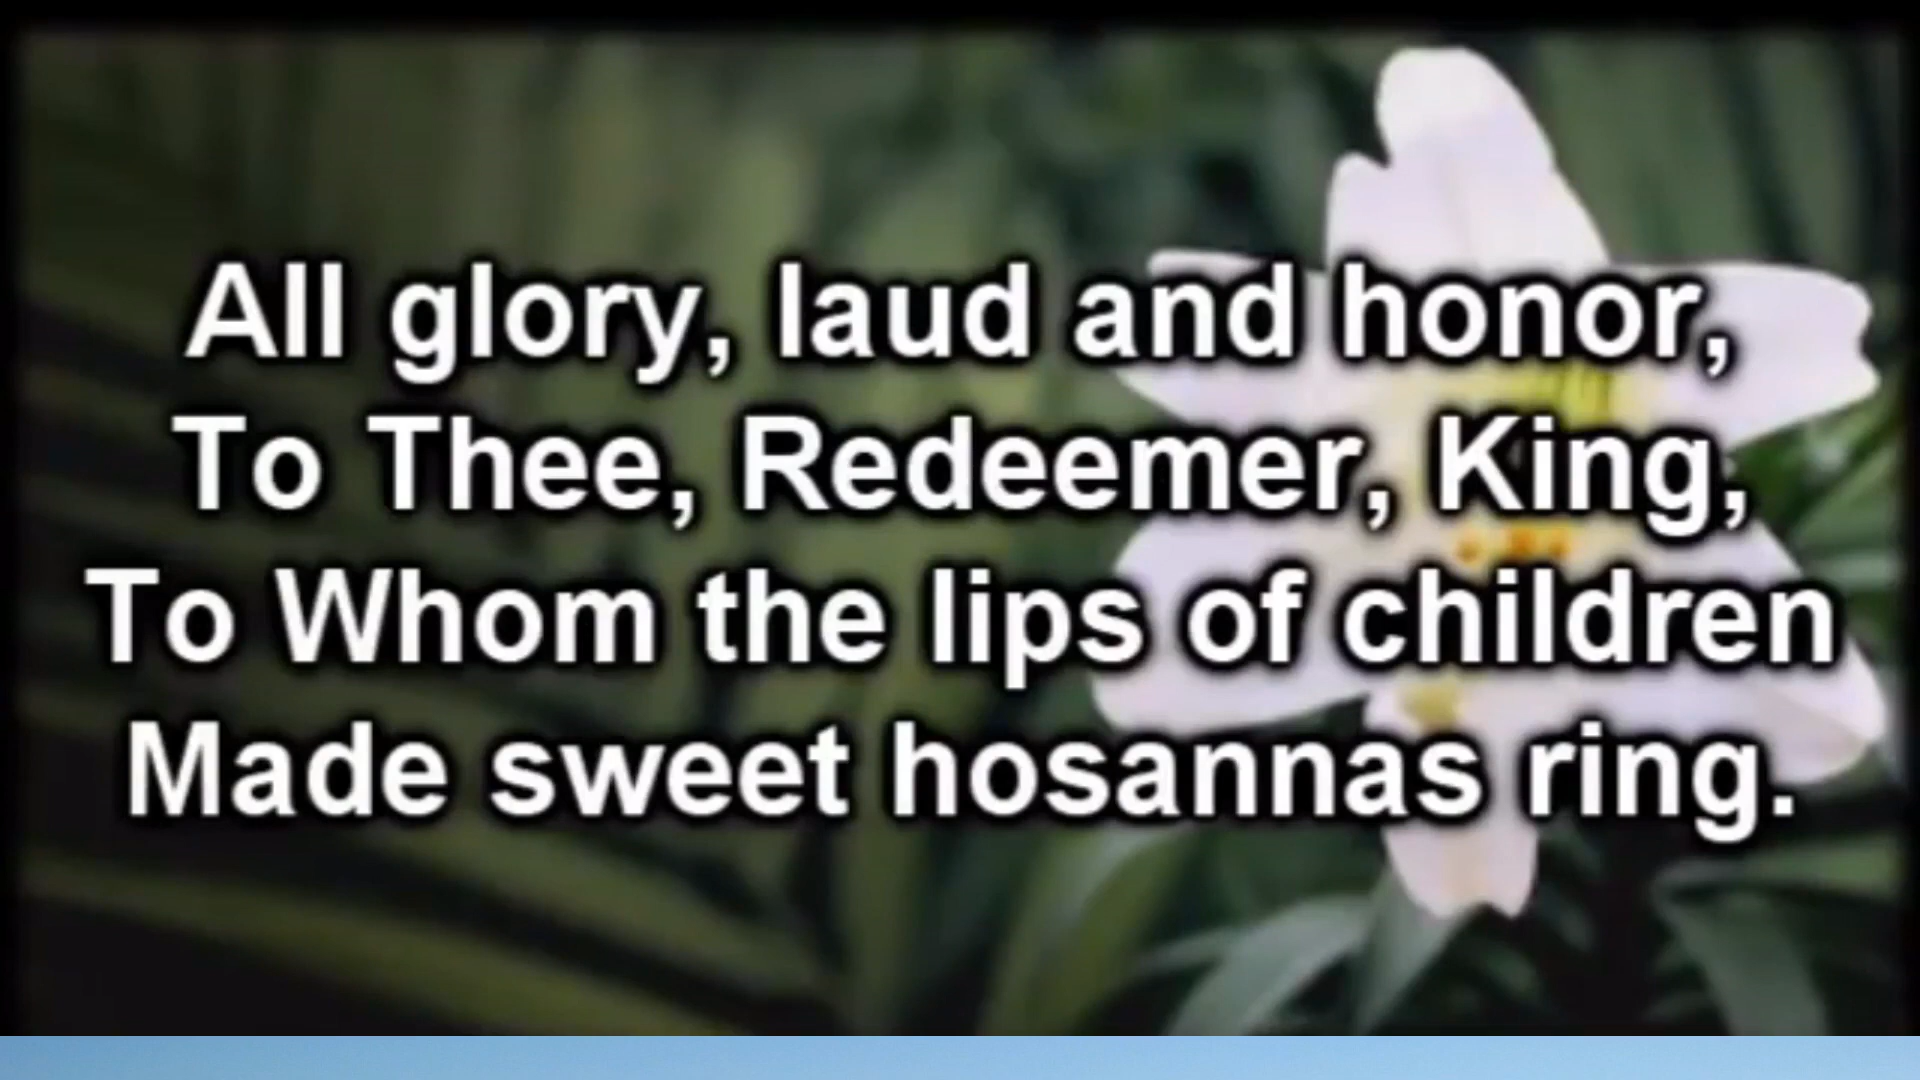 All glory, laud and honor,
To Thee, Redeemer, King,
To Whom the lips of children
Made sweet hosannas ring.